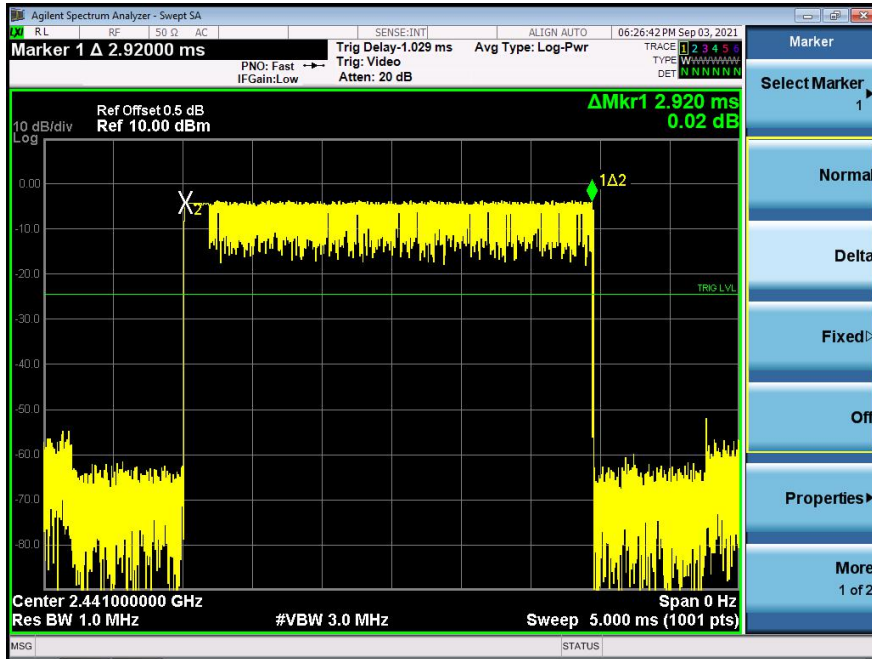 Agilent Spectrum Analyzer - Swept SA
LXI RL RF 50 Ω AC SENSE:INT ALIGN AUTO 06:26:42 PM Sep 03, 2021
Marker 1 Δ 2.92000 ms
PNO: Fast
IFGain:Low
Trig Delay-1.029 ms
Trig: Video
Atten: 20 dB
Avg Type: Log-Pwr
TRACE 1 2 3 4 5 6
TYPE WWWWWW
DET N N N N N N
ΔMkr1 2.920 ms
0.02 dB
Ref Offset 0.5 dB
10 dB/div Ref 10.00 dBm
Log
0.00
-10.0
-20.0
-30.0
-40.0
-50.0
-60.0
-70.0
-80.0
X2
1Δ2
TRIG LVL
Center 2.441000000 GHz Span 0 Hz
Res BW 1.0 MHz #VBW 3.0 MHz Sweep 5.000 ms (1001 pts)
MSG STATUS
Marker
Select Marker
1
Normal
Delta
Fixed
Off
Properties
More
1 of 2